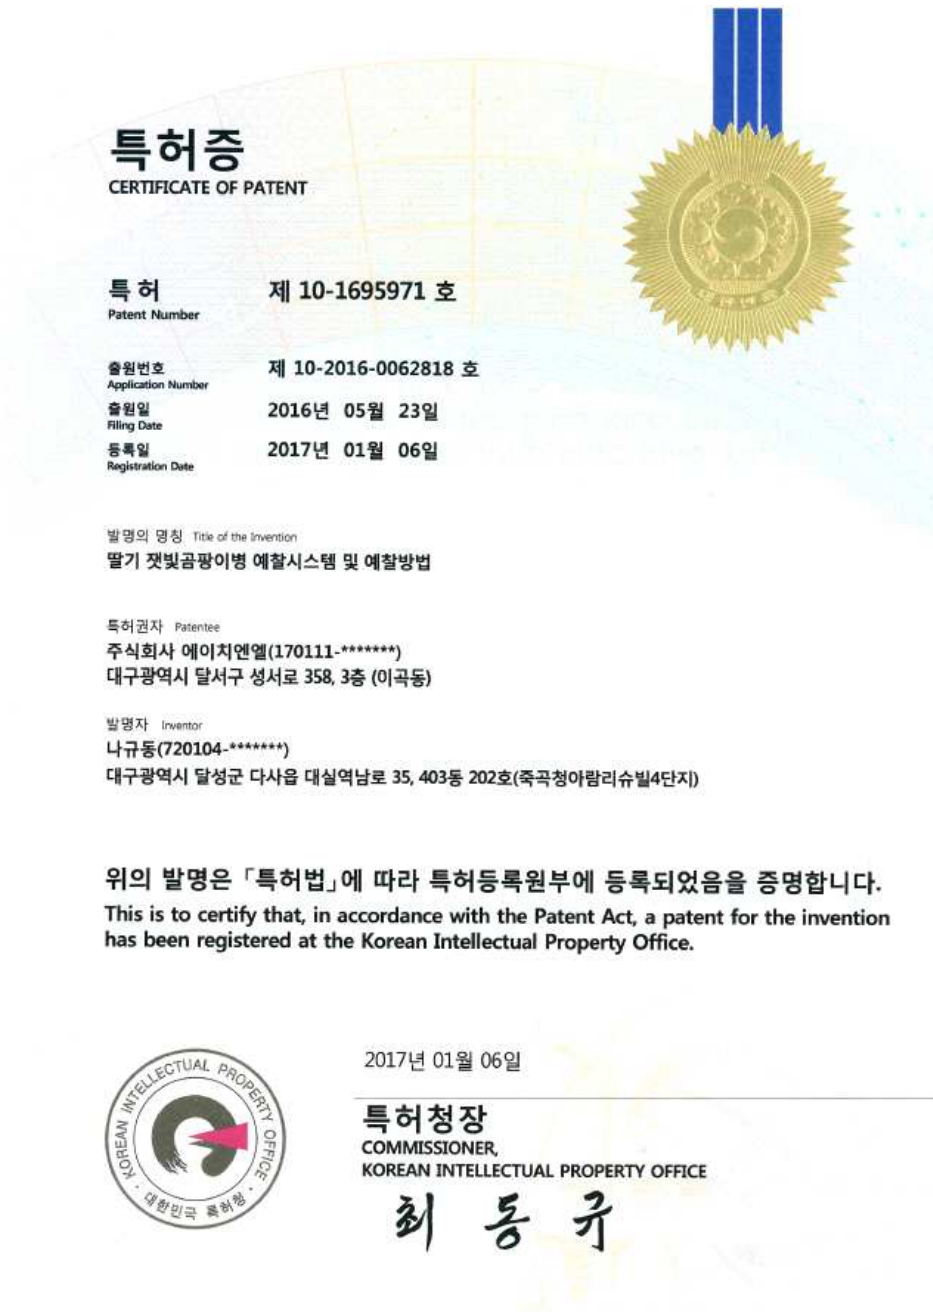 특허증
CERTIFICATE OF PATENT
특허 제 10-1695971 호
Patent Number
출원번호 제 10-2016-0062818 호
Application Number
출원일 2016년 05월 23일
Filing Date
등록일 2017년 01월 06일
Registration Date
발명의 명칭 Title of the Invention
딸기 잿빛곰팡이병 예찰시스템 및 예찰방법
특허권자 Patentee
주식회사 에이치엔엘(170111-*******)
대구광역시 달서구 성서로 358, 3층 (이곡동)
발명자 Inventor
나규동(720104-*******)
대구광역시 달성군 다사읍 대실역남로 35, 403동 202호(죽곡청아람리슈빌4단지)
위의 발명은 「특허법」에 따라 특허등록원부에 등록되었음을 증명합니다.
This is to certify that, in accordance with the Patent Act, a patent for the invention
has been registered at the Korean Intellectual Property Office.
2017년 01월 06일
특허청장
COMMISSIONER,
KOREAN INTELLECTUAL PROPERTY OFFICE
최동규
KOREAN INTELLECTUAL PROPERTY OFFICE
대한민국 특허청